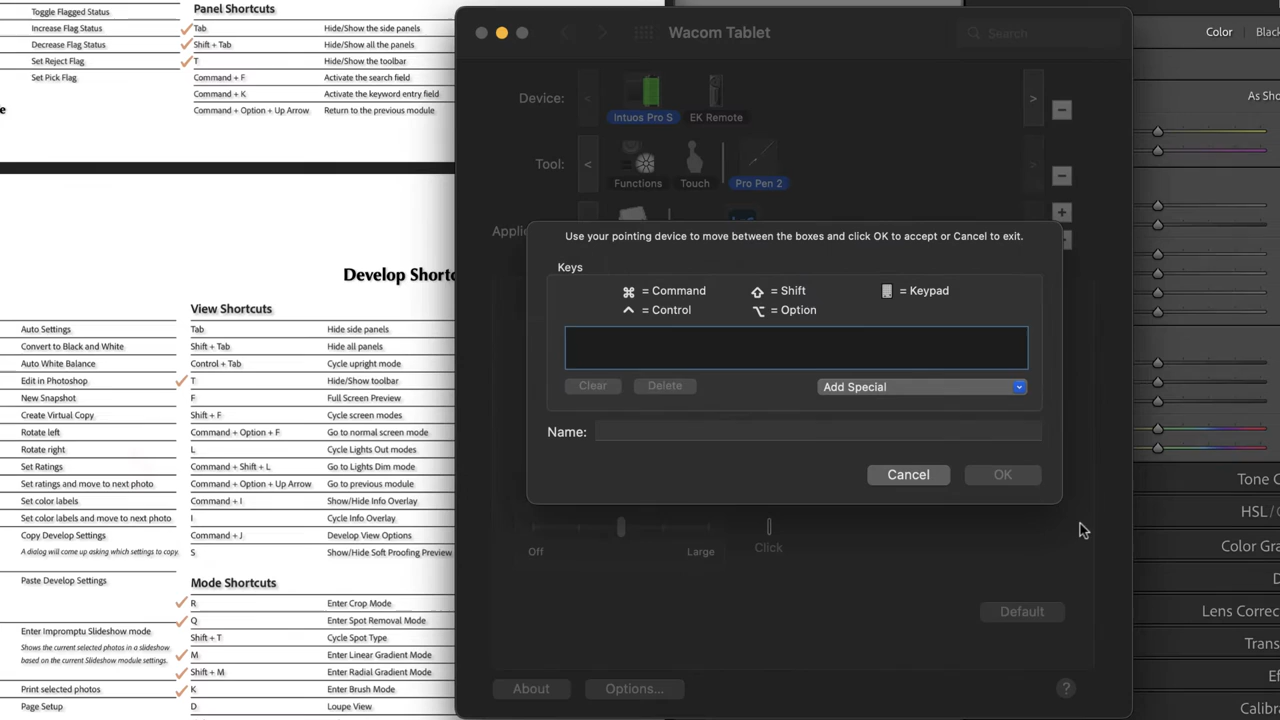 Toggle Flagged Status
Increase Flag Status
Decrease Flag Status
Set Reject Flag
Set Pick Flag
Panel Shortcuts
Tab Hide/Show the side panels
Shift + Tab Hide/Show all the panels
T Hide/Show the toolbar
Command + F Activate the search field
Command + K Activate the keyword entry field
Command + Option + Up Arrow Return to the previous module
e
Develop Shortc
View Shortcuts
Auto Settings
Convert to Black and White
Auto White Balance
Edit in Photoshop
New Snapshot
Create Virtual Copy
Rotate left
Rotate right
Set Ratings
Set ratings and move to next photo
Set color labels
Set color labels and move to next photo
Copy Develop Settings
A dialog will come up asking which settings to copy.
Paste Develop Settings
Enter Impromptu Slideshow mode
Shows the current selected photos in a slideshow
based on the current Slideshow module settings.
Print selected photos
Page Setup
Tab Hide side panels
Shift + Tab Hide all panels
Control + Tab Cycle upright mode
T Hide/Show toolbar
F Full Screen Preview
Shift + F Cycle screen modes
Command + Option + F Go to normal screen mode
L Cycle Lights Out modes
Command + Shift + L Go to Lights Dim mode
Command + Option + Up Arrow Go to previous module
Command + I Show/Hide Info Overlay
I Cycle Info Overlay
Command + J Develop View Options
S Show/Hide Soft Proofing Preview
Mode Shortcuts
R Enter Crop Mode
Q Enter Spot Removal Mode
Shift + T Cycle Spot Type
M Enter Linear Gradient Mode
Shift + M Enter Radial Gradient Mode
K Enter Brush Mode
D Loupe View
Wacom Tablet
Search
Device:
<
Intuos Pro S
EK Remote
>
−
Tool:
<
Functions
Touch
Pro Pen 2
−
+
Applic
Use your pointing device to move between the boxes and click OK to accept or Cancel to exit.
Keys
⌘ = Command ⇧ = Shift = Keypad
⌃ = Control ⌥ = Option
Clear
Delete
Add Special
Name:
Cancel
OK
Off
Large
Click
Default
About
Options...
?
Color
Black
As Sho
Tone C
HSL / C
Color Gra
D
Lens Correc
Trans
Ef
Calibra